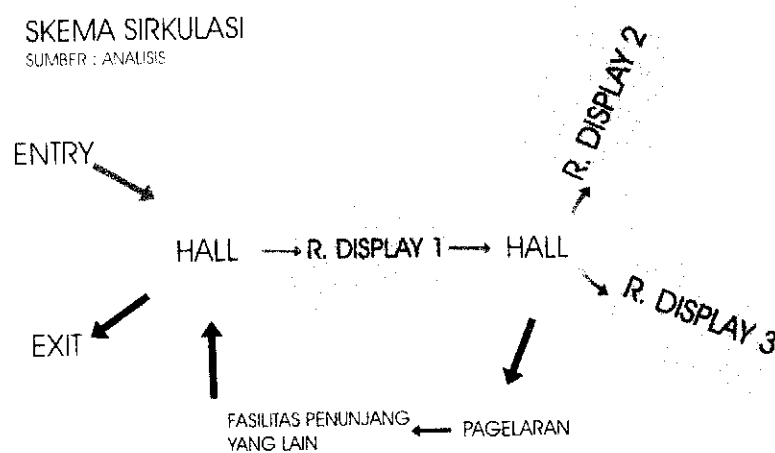 SKEMA SIRKULASI
SUMBER : ANALISIS
R. DISPLAY 2
ENTRY
HALL
R. DISPLAY 1
HALL
R. DISPLAY 3
EXIT
FASILITAS PENUNJANG
YANG LAIN
PAGELARAN